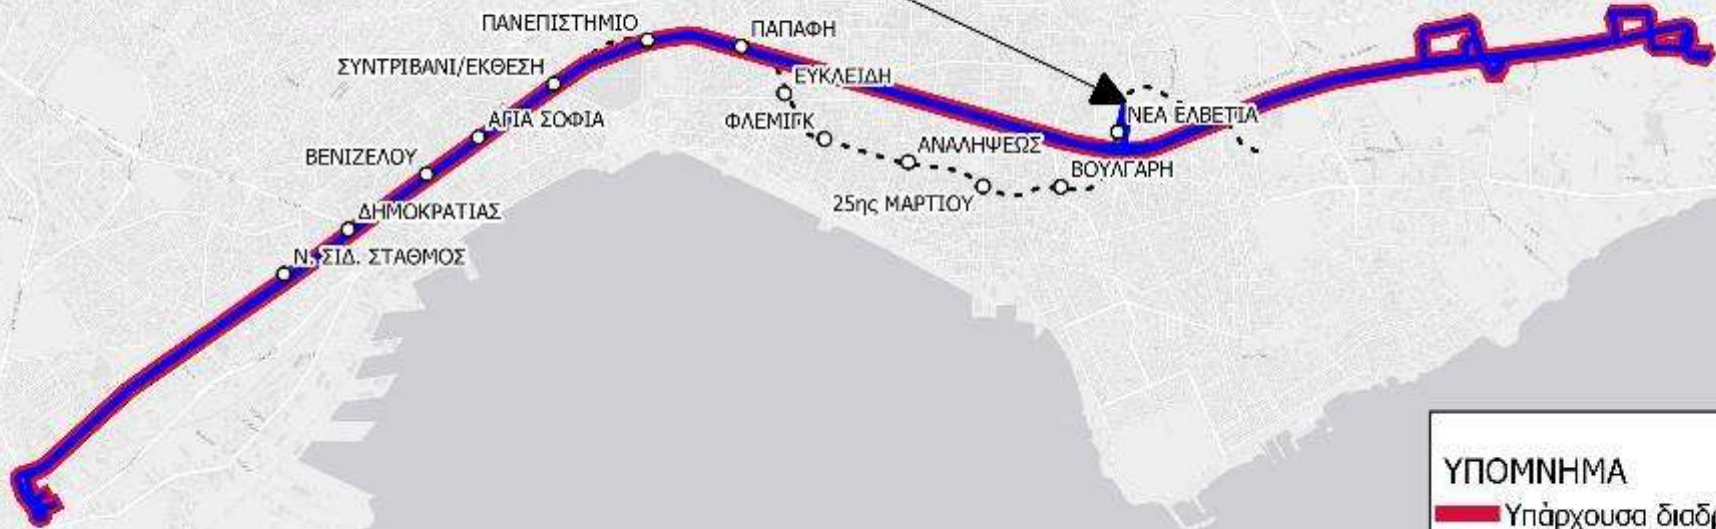 ΠΑΝΕΠΙΣΤΗΜΙΟ
ΠΑΠΑΦΗ
ΣΥΝΤΡΙΒΑΝΙ/ΕΚΘΕΣΗ
ΕΥΚΛΕΙΔΗ
ΑΓΙΑ ΣΟΦΙΑ
ΦΛΕΜΙΓΚ
ΝΕΑ ΕΛΒΕΤΙΑ
ΑΝΑΛΗΨΕΩΣ
ΒΕΝΙΖΕΛΟΥ
ΒΟΥΛΓΑΡΗ
25ης ΜΑΡΤΙΟΥ
ΔΗΜΟΚΡΑΤΙΑΣ
Ν. ΣΙΔ. ΣΤΑΘΜΟΣ
ΥΠΟΜΝΗΜΑ
Υπάρχουσα